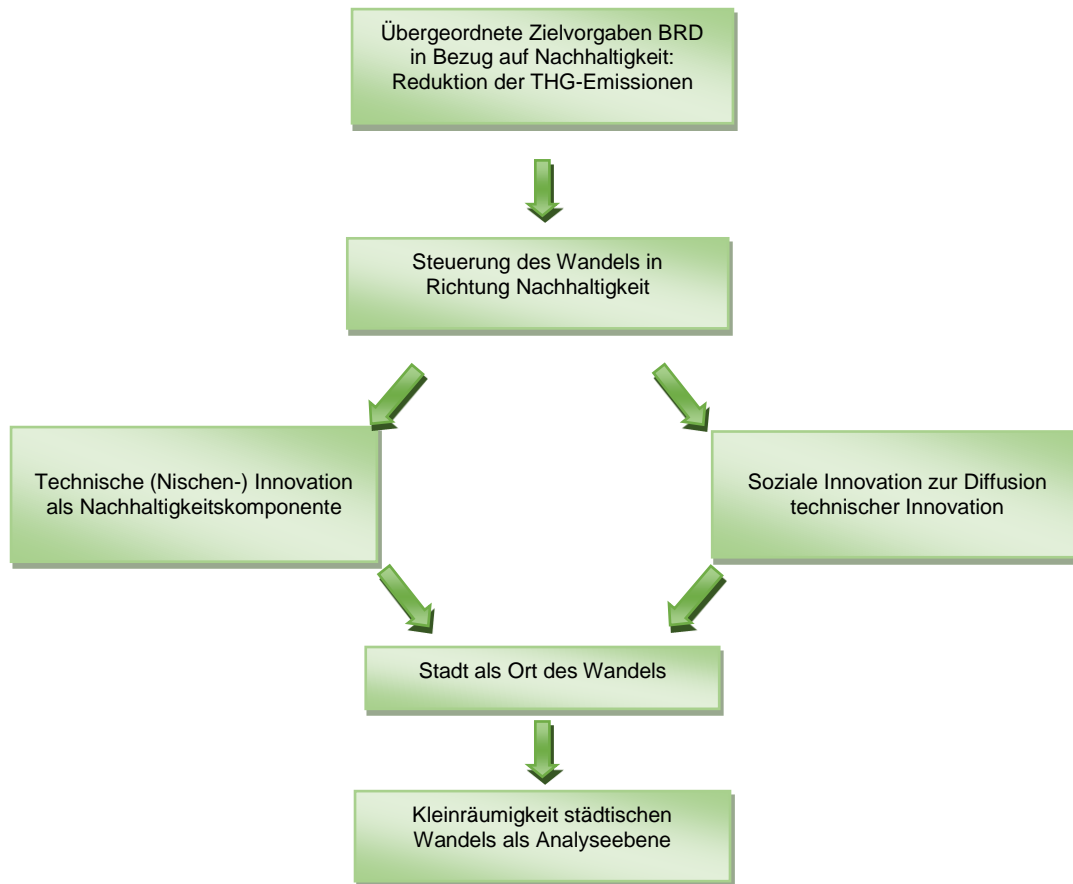 Übergeordnete Zielvorgaben BRD
in Bezug auf Nachhaltigkeit:
Reduktion der THG-Emissionen
Steuerung des Wandels in
Richtung Nachhaltigkeit
Technische (Nischen-) Innovation
als Nachhaltigkeitskomponente
Soziale Innovation zur Diffusion
technischer Innovation
Stadt als Ort des Wandels
Kleinräumigkeit städtischen
Wandels als Analyseebene